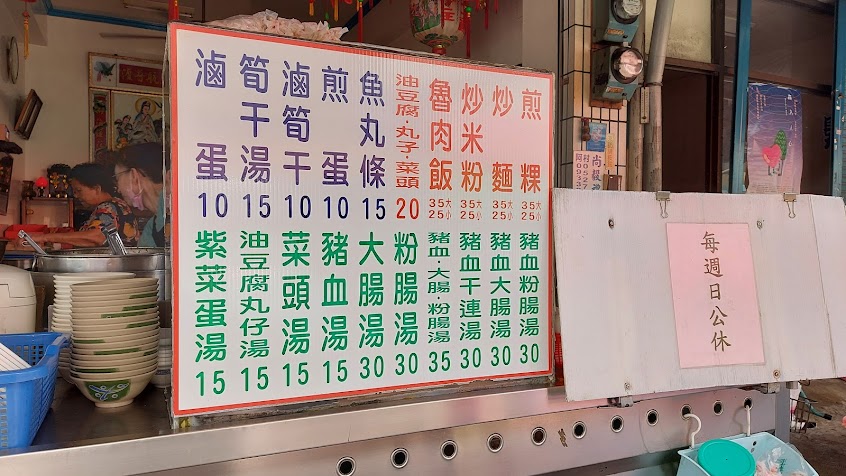 煎粿 35大 25小
炒麵 35大 25小
炒米粉 35大 25小
魯肉飯 35大 25小
油豆腐·丸子·菜頭 20
魚丸條 15
煎蛋 10
滷筍干 10
筍干湯 15
滷蛋 10
豬血粉腸湯 30
豬血大腸湯 30
豬血干連湯 30
豬血·大腸·粉腸湯 35
粉腸湯 30
大腸湯 30
豬血湯 15
菜頭湯 15
油豆腐丸仔湯 15
紫菜蛋湯 15
每週日公休